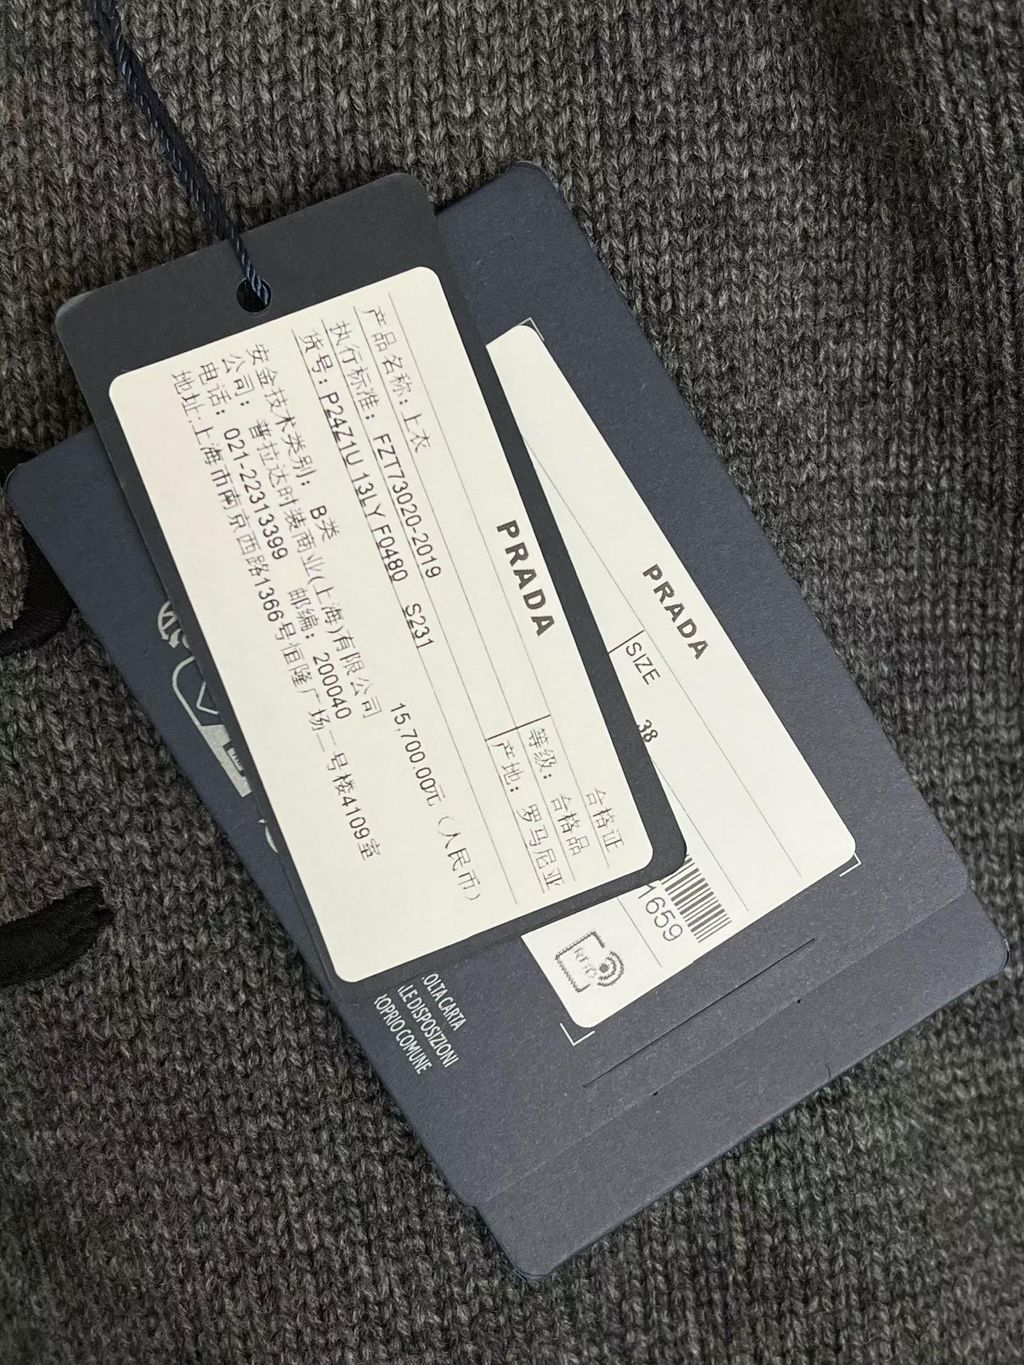 PRADA
合格证
产品名称：上衣
等级：合格品
执行标准： FZT73020-2019
产地：罗马尼亚
货号：P24Z1U 13LY F0480 S231
15,700.00元（人民币）
安全技术类别： B类
公司：普拉达时装商业(上海)有限公司
电话： 021-22313399 邮编：200040
地址：上海市南京西路1366号恒隆广场二号楼4109室
PRADA
SIZE 38
1659
RFID
OLTA CARTA
LE DISPOSIZIONI
ROPRIO COMUNE